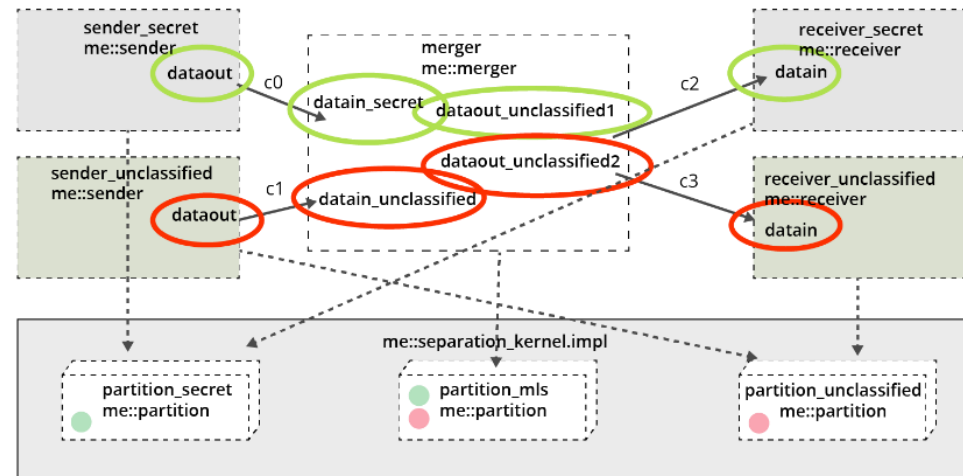 sender_secret
me::sender
dataout
c0
merger
me::merger
datain_secret
dataout_unclassified1
c2
receiver_secret
me::receiver
datain
sender_unclassified
me::sender
dataout
c1
dataout_unclassified2
datain_unclassified
c3
receiver_unclassified
me::receiver
datain
me::separation_kernel.impl
partition_secret
me::partition
partition_mls
me::partition
partition_unclassified
me::partition